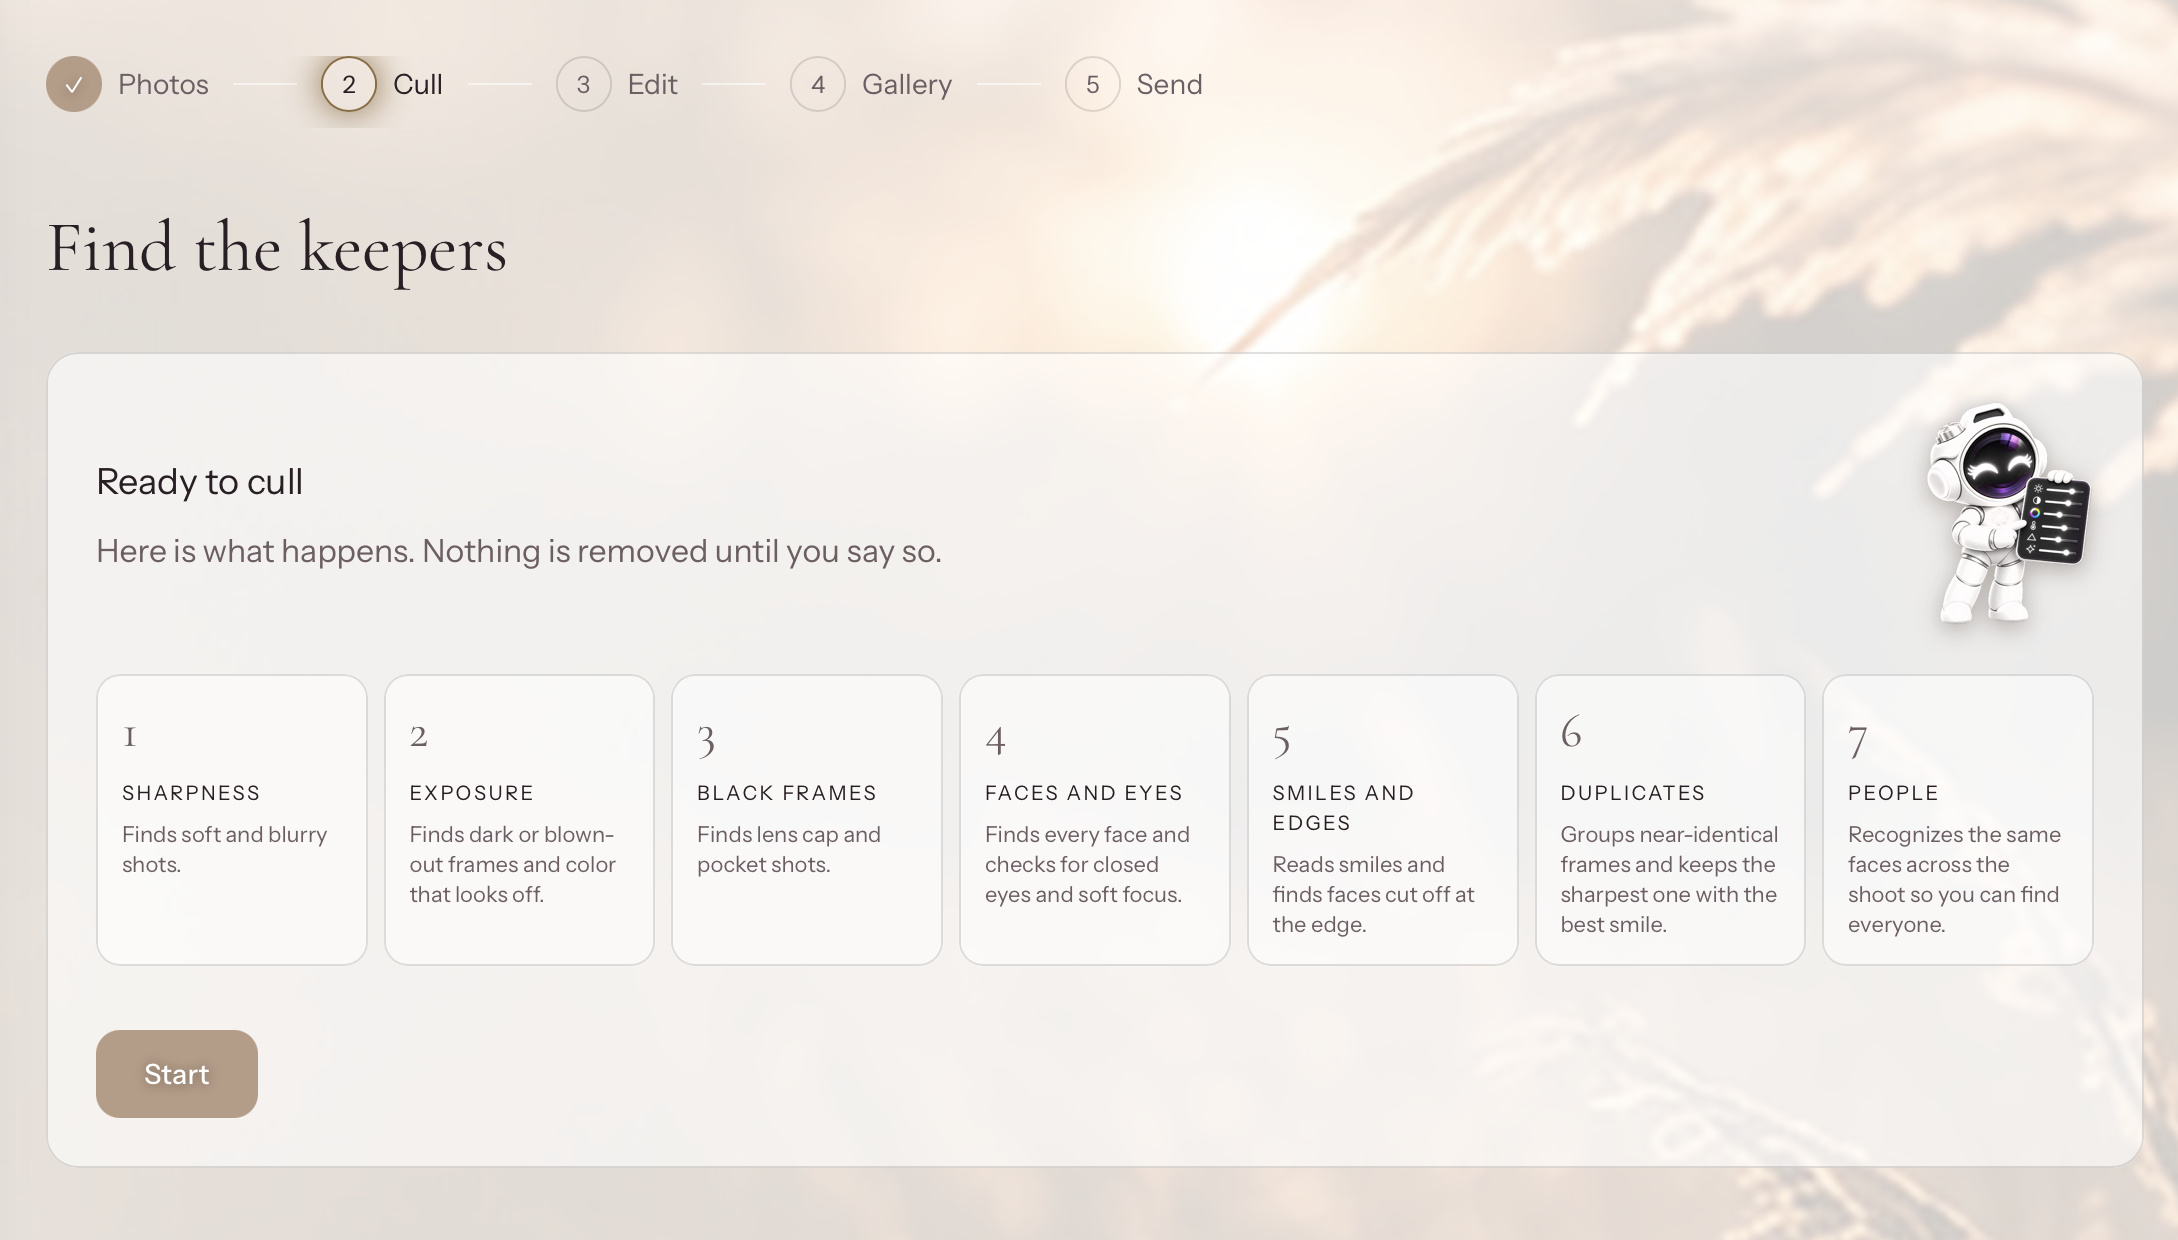 Photos
2 Cull
3 Edit
4 Gallery
5 Send
Find the keepers
Ready to cull
Here is what happens. Nothing is removed until you say so.
1
SHARPNESS
Finds soft and blurry
shots.
2
EXPOSURE
Finds dark or blown-
out frames and color
that looks off.
3
BLACK FRAMES
Finds lens cap and
pocket shots.
4
FACES AND EYES
Finds every face and
checks for closed
eyes and soft focus.
5
SMILES AND
EDGES
Reads smiles and
finds faces cut off at
the edge.
6
DUPLICATES
Groups near-identical
frames and keeps the
sharpest one with the
best smile.
7
PEOPLE
Recognizes the same
faces across the
shoot so you can find
everyone.
Start